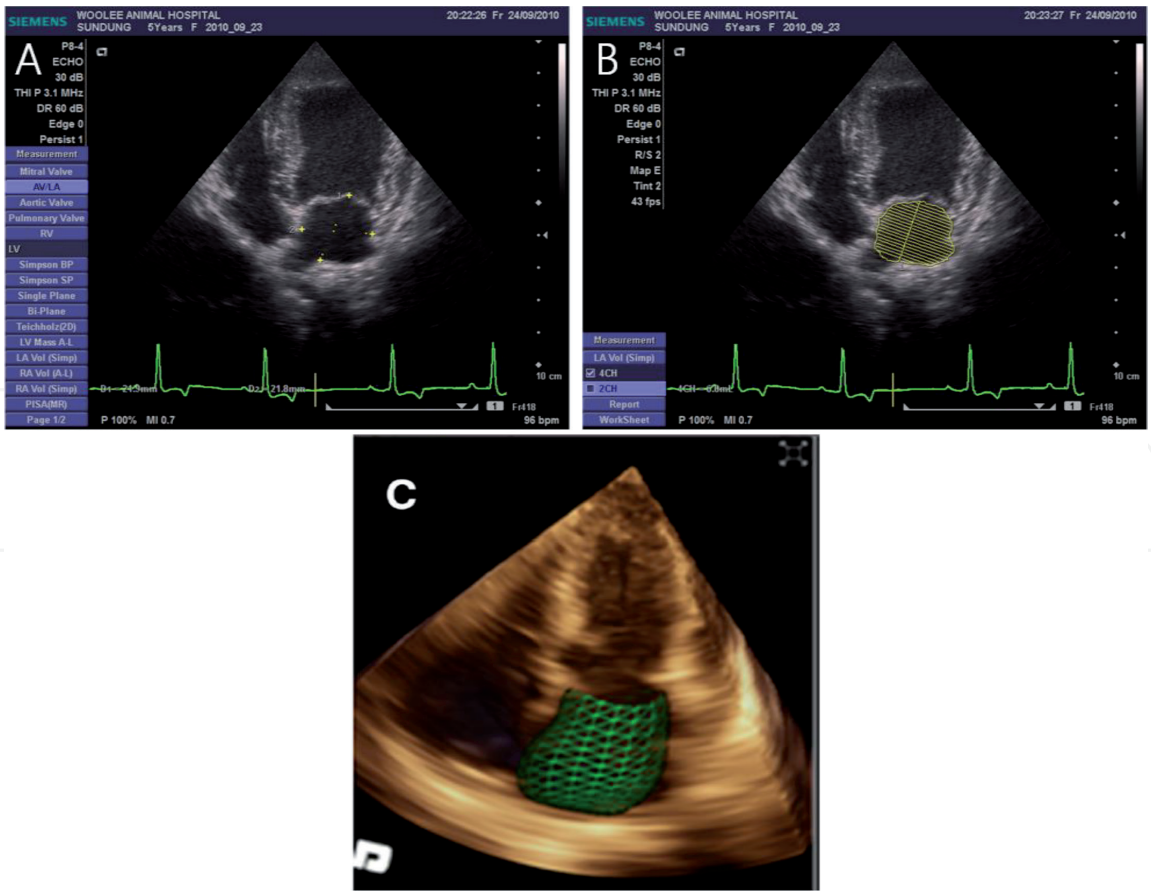 SIEMENS
WOOLEE ANIMAL HOSPITAL
SUNDUNG 5Years F 2010_09_23
20:22:26 Fr 24/09/2010
A
P8-4
ECHO
30 dB
THI P 3.1 MHz
DR 60 dB
Edge 0
Persist 1
Measurement
Mitral Valve
AV/LA
Aortic Valve
Pulmonary Valve
RV
LV
Simpson BP
Simpson SP
Single Plane
Bi-Plane
Teichholz(2D)
LV Mass A-L
LA Vol (Simp)
RA Vol (A-L)
RA Vol (Simp)
PISA(MR)
Page 1/2
10 cm
1 Fr418
P 100% MI 0.7
96 bpm
SIEMENS
WOOLEE ANIMAL HOSPITAL
SUNDUNG 5Years F 2010_09_23
20:23:27 Fr 24/09/2010
B
P8-4
ECHO
30 dB
THI P 3.1 MHz
DR 60 dB
Edge 0
Persist 1
R/S 2
Map E
Tint 2
43 fps
Measurement
LA Vol (Simp)
4CH
2CH
Report
WorkSheet
10 cm
1 Fr418
P 100% MI 0.7
96 bpm
C